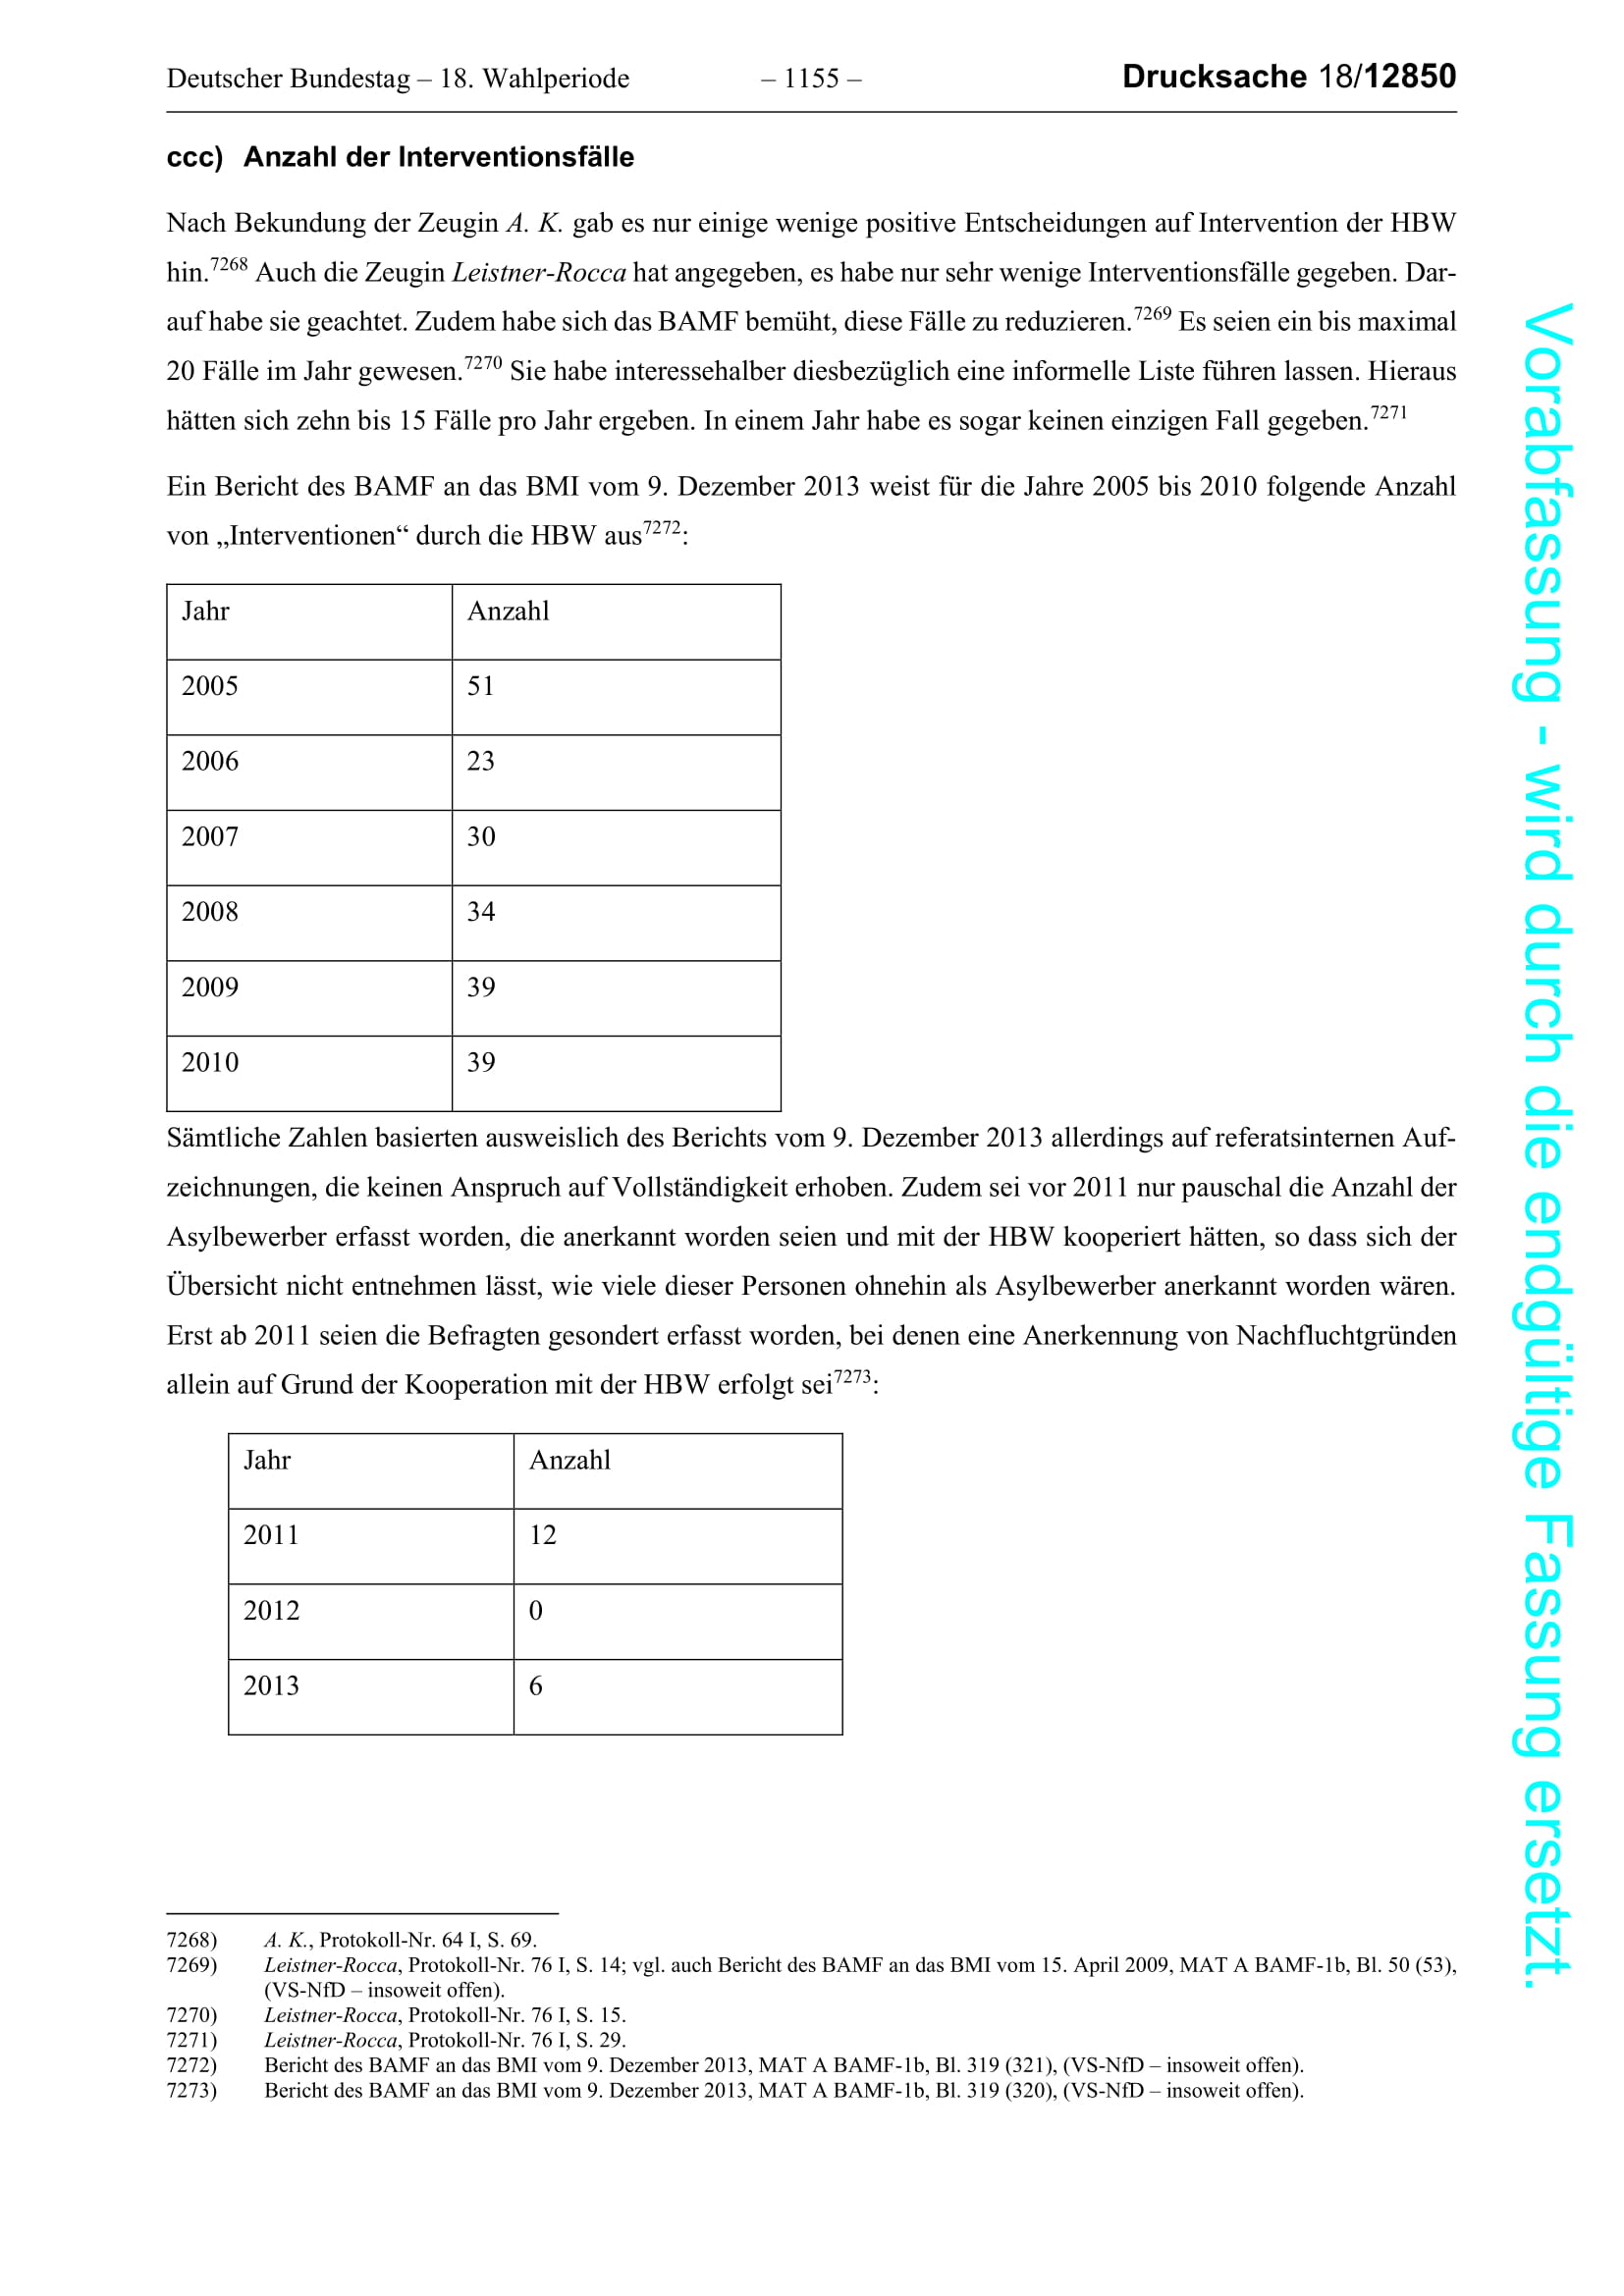 Deutscher Bundestag – 18. Wahlperiode – 1155 – Drucksache 18/12850
ccc) Anzahl der Interventionsfälle
Nach Bekundung der Zeugin A. K. gab es nur einige wenige positive Entscheidungen auf Intervention der HBW
hin.7268 Auch die Zeugin Leistner-Rocca hat angegeben, es habe nur sehr wenige Interventionsfälle gegeben. Dar-
auf habe sie geachtet. Zudem habe sich das BAMF bemüht, diese Fälle zu reduzieren.7269 Es seien ein bis maximal
20 Fälle im Jahr gewesen.7270 Sie habe interessehalber diesbezüglich eine informelle Liste führen lassen. Hieraus
hätten sich zehn bis 15 Fälle pro Jahr ergeben. In einem Jahr habe es sogar keinen einzigen Fall gegeben.7271
Ein Bericht des BAMF an das BMI vom 9. Dezember 2013 weist für die Jahre 2005 bis 2010 folgende Anzahl
von „Interventionen“ durch die HBW aus7272:
Jahr Anzahl
2005 51
2006 23
2007 30
2008 34
2009 39
2010 39
Sämtliche Zahlen basierten ausweislich des Berichts vom 9. Dezember 2013 allerdings auf referatsinternen Auf-
zeichnungen, die keinen Anspruch auf Vollständigkeit erhoben. Zudem sei vor 2011 nur pauschal die Anzahl der
Asylbewerber erfasst worden, die anerkannt worden seien und mit der HBW kooperiert hätten, so dass sich der
Übersicht nicht entnehmen lässt, wie viele dieser Personen ohnehin als Asylbewerber anerkannt worden wären.
Erst ab 2011 seien die Befragten gesondert erfasst worden, bei denen eine Anerkennung von Nachfluchtgründen
allein auf Grund der Kooperation mit der HBW erfolgt sei7273:
Jahr Anzahl
2011 12
2012 0
2013 6
7268) A. K., Protokoll-Nr. 64 I, S. 69.
7269) Leistner-Rocca, Protokoll-Nr. 76 I, S. 14; vgl. auch Bericht des BAMF an das BMI vom 15. April 2009, MAT A BAMF-1b, Bl. 50 (53),
(VS-NfD – insoweit offen).
7270) Leistner-Rocca, Protokoll-Nr. 76 I, S. 15.
7271) Leistner-Rocca, Protokoll-Nr. 76 I, S. 29.
7272) Bericht des BAMF an das BMI vom 9. Dezember 2013, MAT A BAMF-1b, Bl. 319 (321), (VS-NfD – insoweit offen).
7273) Bericht des BAMF an das BMI vom 9. Dezember 2013, MAT A BAMF-1b, Bl. 319 (320), (VS-NfD – insoweit offen).
Vorabfassung - wird durch die endgültige Fassung ersetzt.